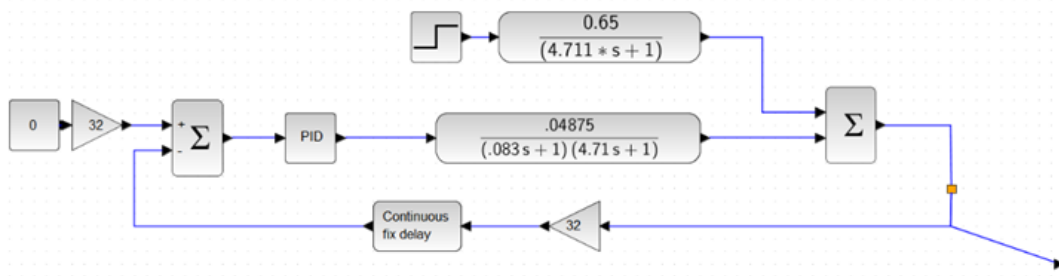 0.65
(4.711 * s + 1)
0
32
+
-
Σ
PID
.04875
(.083 s + 1) (4.71 s + 1)
Σ
Continuous
fix delay
32